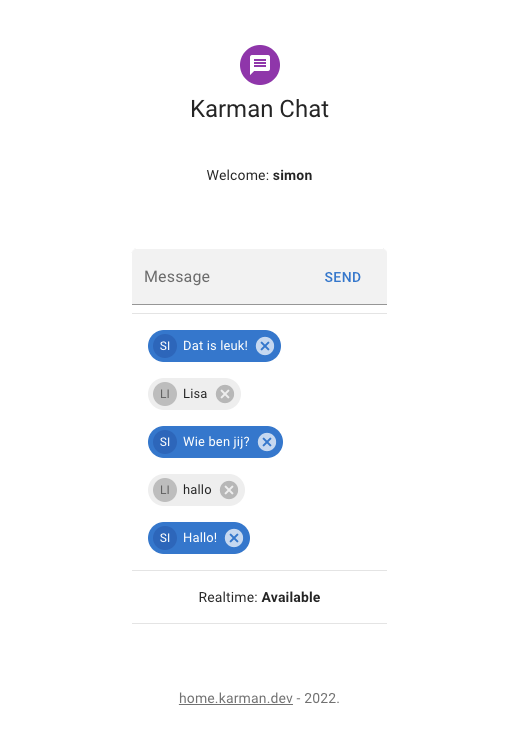 Karman Chat
Welcome: simon
Message SEND
SI Dat is leuk!
LI Lisa
SI Wie ben jij?
LI hallo
SI Hallo!
Realtime: Available
home.karman.dev - 2022.